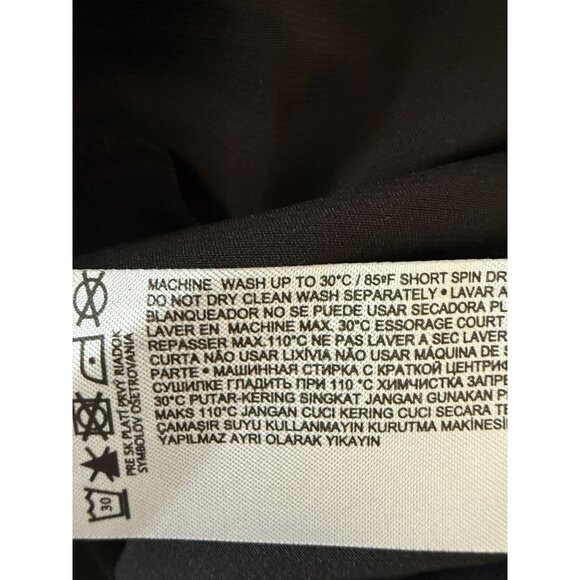 MACHINE WASH UP TO 30°C / 85ºF SHORT SPIN DR
DO NOT DRY CLEAN WASH SEPARATELY • LAVAR A
BLANQUEADOR NO SE PUEDE USAR SECADORA PL
LAVER EN MACHINE MAX. 30°C ESSORAGE COURT
REPASSER MAX.110°C NE PAS LAVER A SEC LAVER
CURTA NÃO USAR LIXÍVIA NÃO USAR MÁQUINA DE S
PARTE • МАШИННАЯ СТИРКА С КРАТКОЙ ЦЕНТРИФ
СУШИЛКЕ ГЛАДИТЬ ПРИ 110 °C ХИМЧИСТКА ЗАПРЕ
30°C PUTAR-KERING SINGKAT JANGAN GUNAKAN P
MAKS 110°C JANGAN CUCI KERING CUCI SECARA TE
ÇAMAŞIR SUYU KULLANMAYIN KURUTMA MAKİNESİN
YAPILMAZ AYRI OLARAK YIKAYIN
PRE SK PLATÍ PRVÝ RIADOK
SYMBOLOV OŠETROVANIA
30